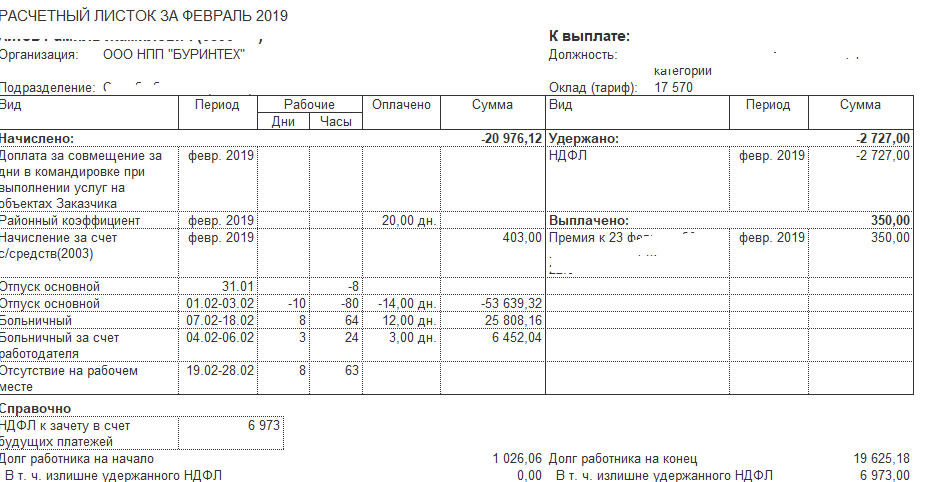 РАСЧЕТНЫЙ ЛИСТОК ЗА ФЕВРАЛЬ 2019
К выплате:
Организация: ООО НПП "БУРИНТЕХ" Должность:
категории
Подразделение: Оклад (тариф): 17 570
Вид Период Рабочие Оплачено Сумма Вид Период Сумма
Дни Часы
Начислено: -20 976,12 Удержано: -2 727,00
Доплата за совмещение за февр. 2019 НДФЛ февр. 2019 -2 727,00
дни в командировке при
выполнении услуг на
объектах Заказчика
Районный коэффициент февр. 2019 20,00 дн. Выплачено: 350,00
Начисление за счет февр. 2019 403,00 Премия к 23 февр. 2019 350,00
с/средств(2003)
Отпуск основной 31.01 -8
Отпуск основной 01.02-03.02 -10 -80 -14,00 дн. -53 639,32
Больничный 07.02-18.02 8 64 12,00 дн. 25 808,16
Больничный за счет 04.02-06.02 3 24 3,00 дн. 6 452,04
работодателя
Отсутствие на рабочем 19.02-28.02 8 63
месте
Справочно
НДФЛ к зачету в счет 6 973
будущих платежей
Долг работника на начало 1 026,06 Долг работника на конец 19 625,18
В т. ч. излишне удержанного НДФЛ 0,00 В т. ч. излишне удержанного НДФЛ 6 973,00